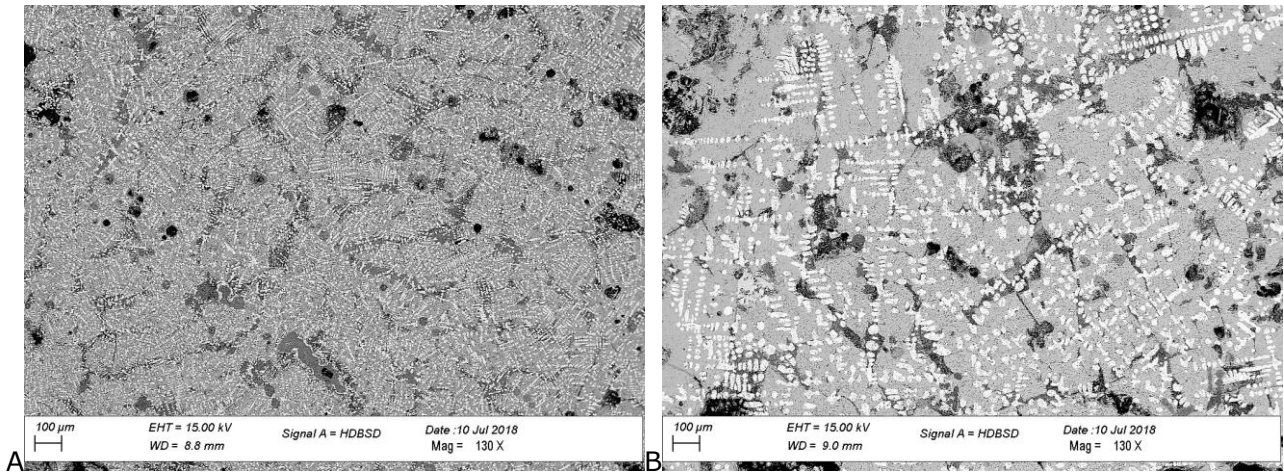 100 µm
EHT = 15.00 kV
WD = 8.8 mm
Signal A = HDBSD
Date :10 Jul 2018
Mag = 130 X
A
100 µm
EHT = 15.00 kV
WD = 9.0 mm
Signal A = HDBSD
Date :10 Jul 2018
Mag = 130 X
B